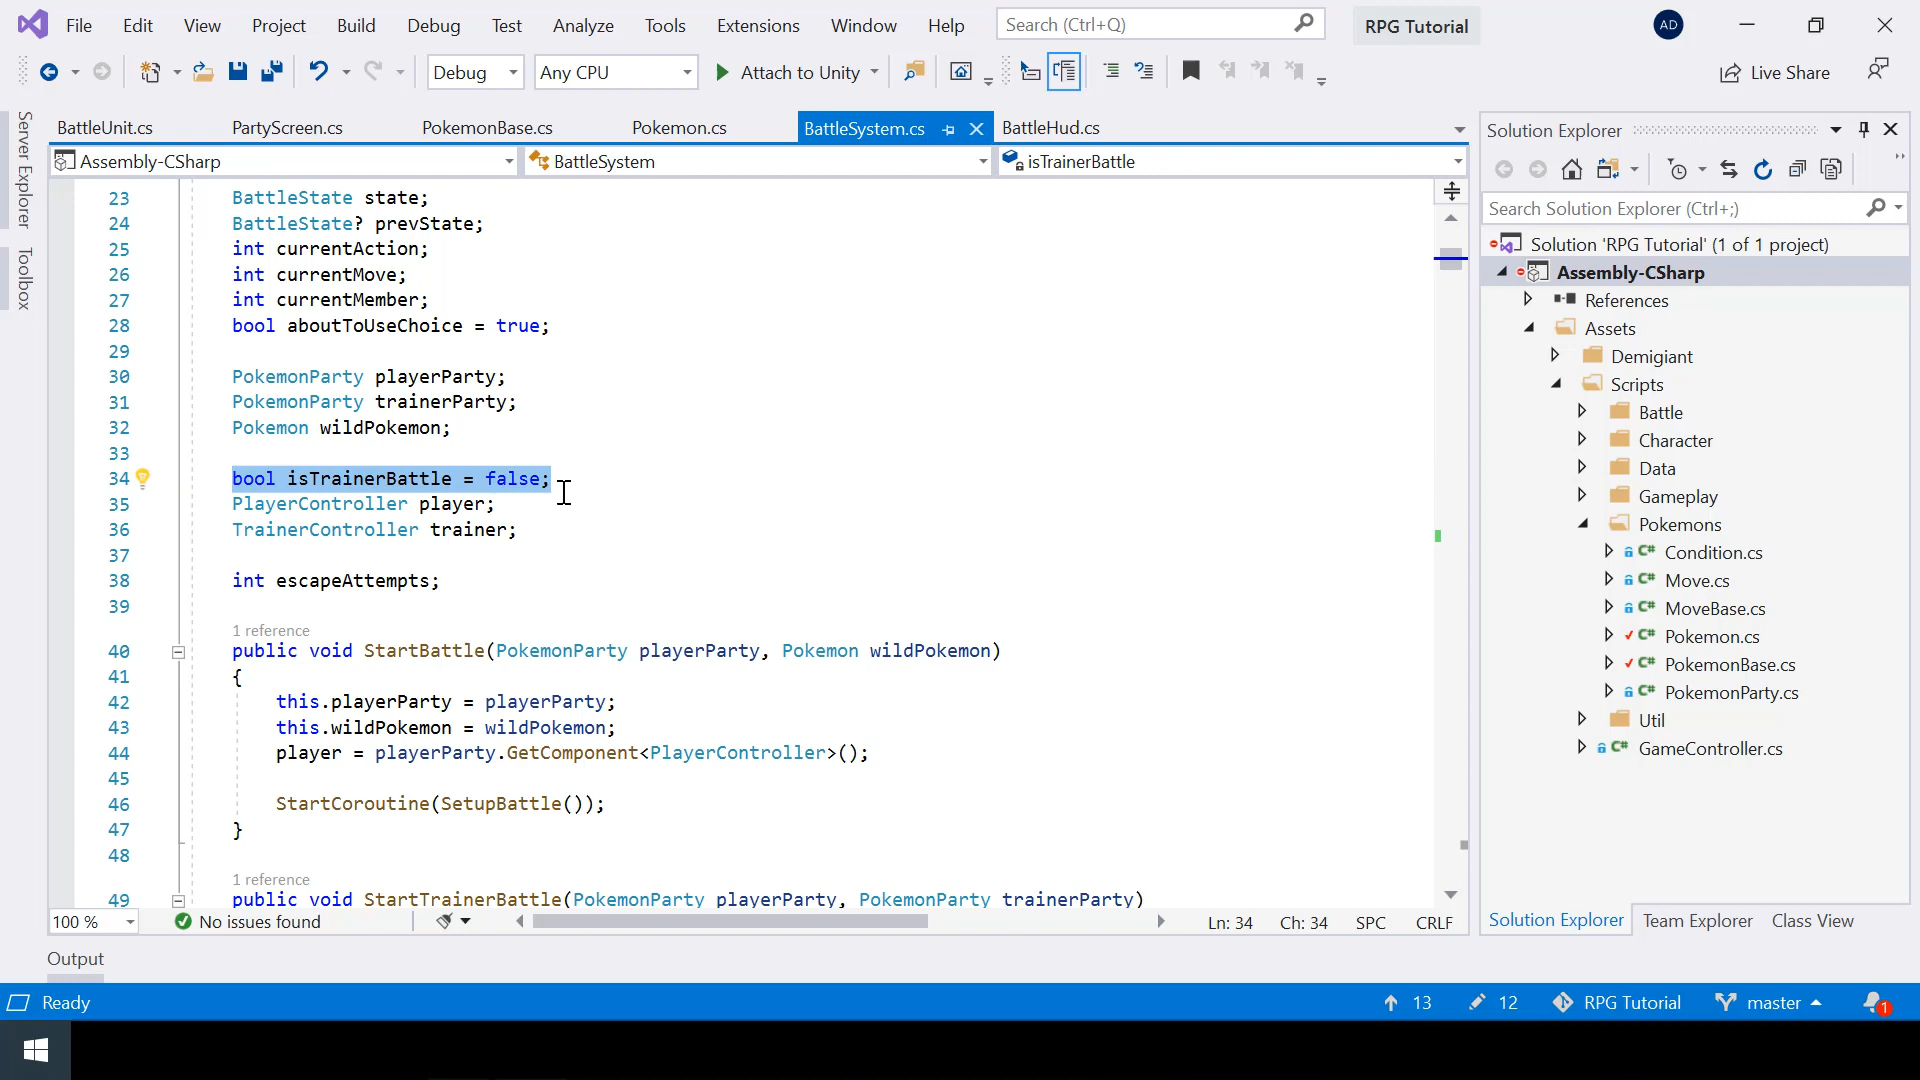 File Edit View Project Build Debug Test Analyze Tools Extensions Window Help Search (Ctrl+Q) RPG Tutorial AD
Debug Any CPU Attach to Unity Live Share
Server Explorer
Toolbox
BattleUnit.cs PartyScreen.cs PokemonBase.cs Pokemon.cs BattleSystem.cs BattleHud.cs
Assembly-CSharp BattleSystem isTrainerBattle
23 BattleState state;
24 BattleState? prevState;
25 int currentAction;
26 int currentMove;
27 int currentMember;
28 bool aboutToUseChoice = true;
29
30 PokemonParty playerParty;
31 PokemonParty trainerParty;
32 Pokemon wildPokemon;
33
34 bool isTrainerBattle = false;
35 PlayerController player;
36 TrainerController trainer;
37
38 int escapeAttempts;
39
1 reference
40 public void StartBattle(PokemonParty playerParty, Pokemon wildPokemon)
41 {
42 this.playerParty = playerParty;
43 this.wildPokemon = wildPokemon;
44 player = playerParty.GetComponent<PlayerController>();
45
46 StartCoroutine(SetupBattle());
47 }
48
1 reference
49 public void StartTrainerBattle(PokemonParty playerParty, PokemonParty trainerParty)
100 % No issues found Ln: 34 Ch: 34 SPC CRLF
Solution Explorer
Search Solution Explorer (Ctrl+;)
Solution 'RPG Tutorial' (1 of 1 project)
Assembly-CSharp
References
Assets
Demigiant
Scripts
Battle
Character
Data
Gameplay
Pokemons
C# Condition.cs
C# Move.cs
C# MoveBase.cs
C# Pokemon.cs
C# PokemonBase.cs
C# PokemonParty.cs
Util
C# GameController.cs
Solution Explorer Team Explorer Class View
Output
Ready 13 12 RPG Tutorial master 1